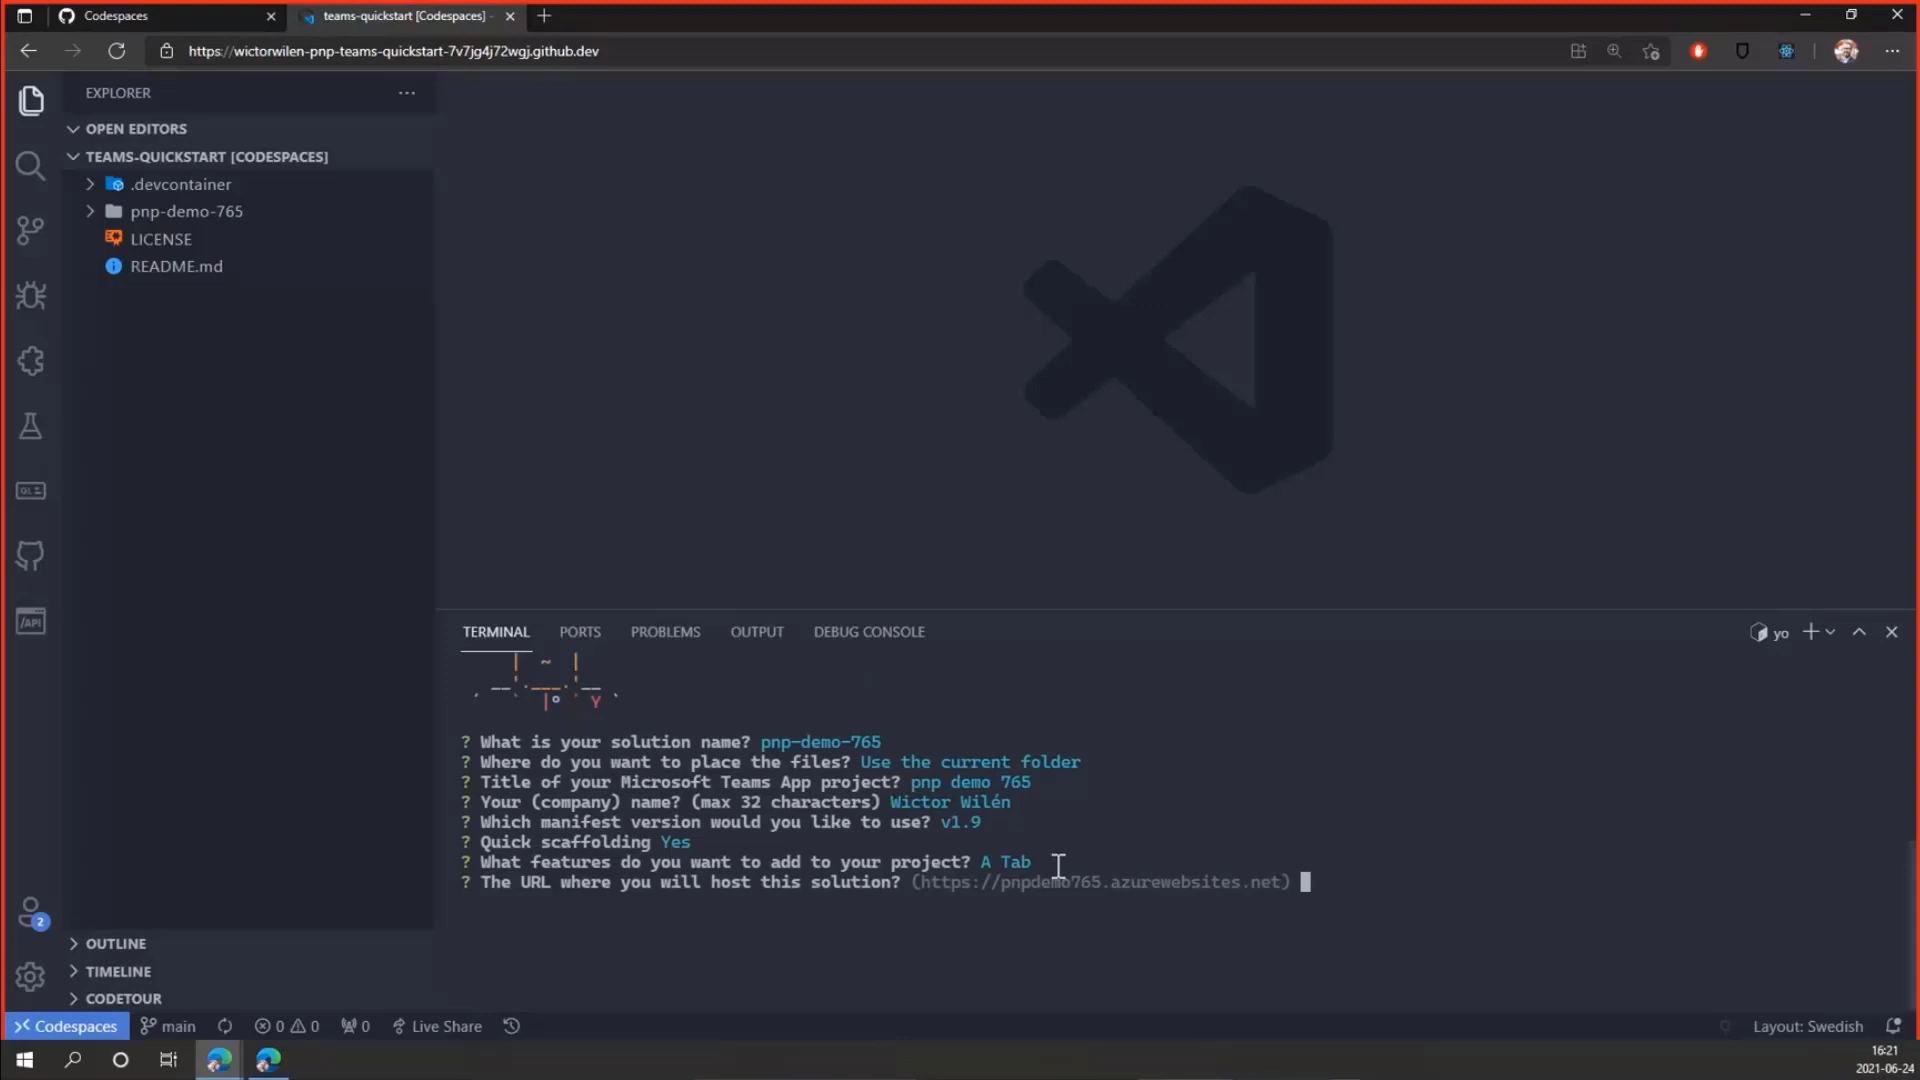 Codespaces
teams-quickstart [Codespaces] -
https://wictorwilen-pnp-teams-quickstart-7v7jg4j72wgj.github.dev
EXPLORER
OPEN EDITORS
TEAMS-QUICKSTART [CODESPACES]
.devcontainer
pnp-demo-765
LICENSE
README.md
TERMINAL PORTS PROBLEMS OUTPUT DEBUG CONSOLE
yo
? What is your solution name? pnp-demo-765
? Where do you want to place the files? Use the current folder
? Title of your Microsoft Teams App project? pnp demo 765
? Your (company) name? (max 32 characters) Wictor Wilén
? Which manifest version would you like to use? v1.9
? Quick scaffolding Yes
? What features do you want to add to your project? A Tab
? The URL where you will host this solution? (https://pnpdemo765.azurewebsites.net)
/API
2
OUTLINE
TIMELINE
CODETOUR
Codespaces main 0 0 0 Live Share
Layout: Swedish
16:21
2021-06-24